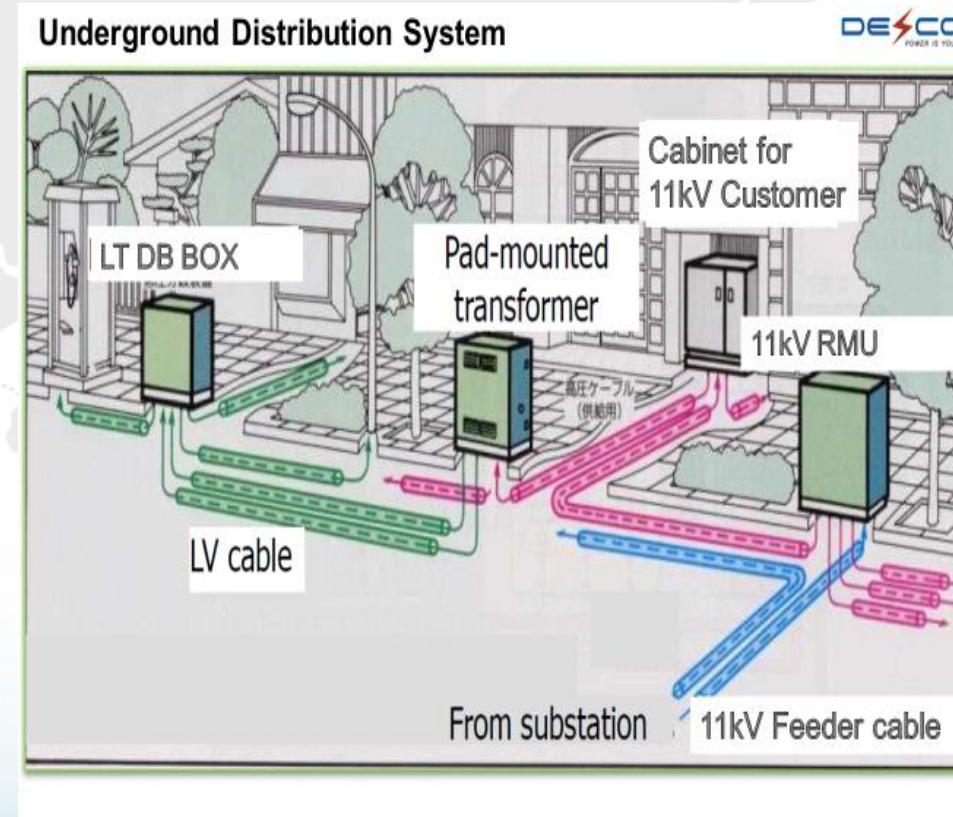 Underground Distribution System
DESCO
Cabinet for
11kV Customer
LT DB BOX
Pad-mounted
transformer
11kV RMU
高圧ケーブル
(供給用)
LV cable
From substation
11kV Feeder cable